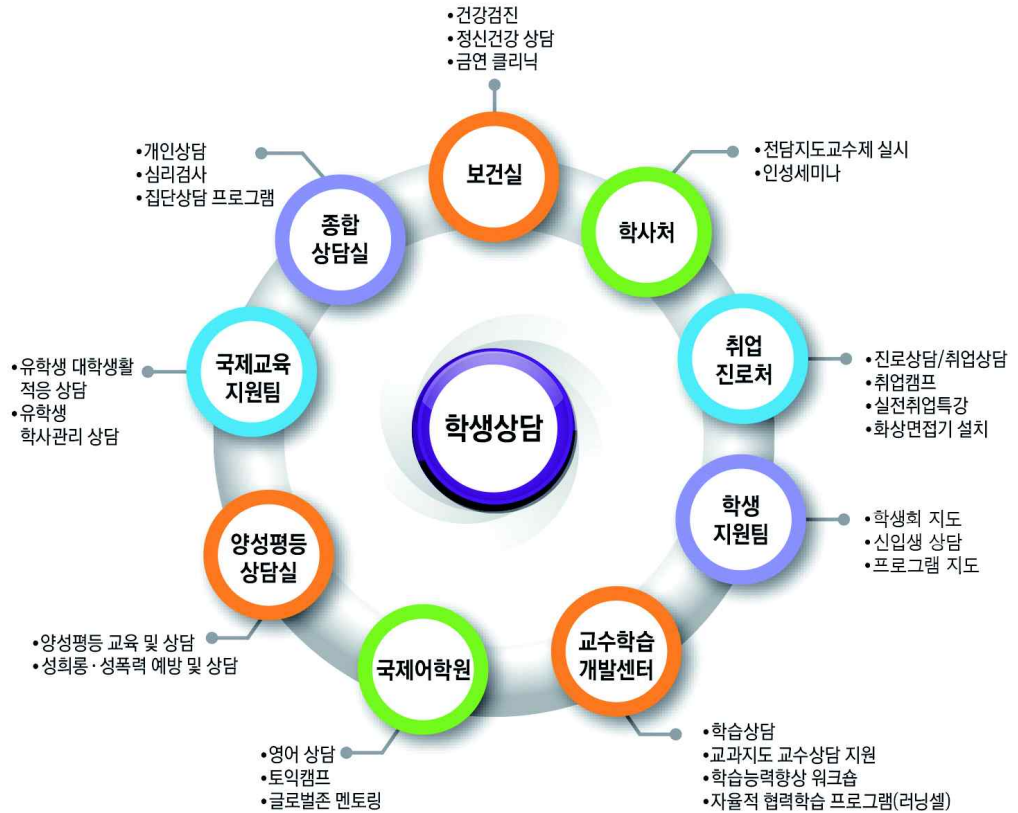 •건강검진
•정신건강 상담
•금연 클리닉
보건실
•전담지도교수제 실시
•인성세미나
학사처
취업
진로처
•진로상담/취업상담
•취업캠프
•실전취업특강
•화상면접기 설치
학생
지원팀
•학생회 지도
•신입생 상담
•프로그램 지도
교수학습
개발센터
•학습상담
•교과지도 교수상담 지원
•학습능력향상 워크숍
•자율적 협력학습 프로그램(러닝셀)
국제어학원
•영어 상담
•토익캠프
•글로벌존 멘토링
양성평등
상담실
•양성평등 교육 및 상담
•성희롱·성폭력 예방 및 상담
국제교육
지원팀
•유학생 대학생활
적응 상담
•유학생
학사관리 상담
종합
상담실
•개인상담
•심리검사
•집단상담 프로그램
학생상담